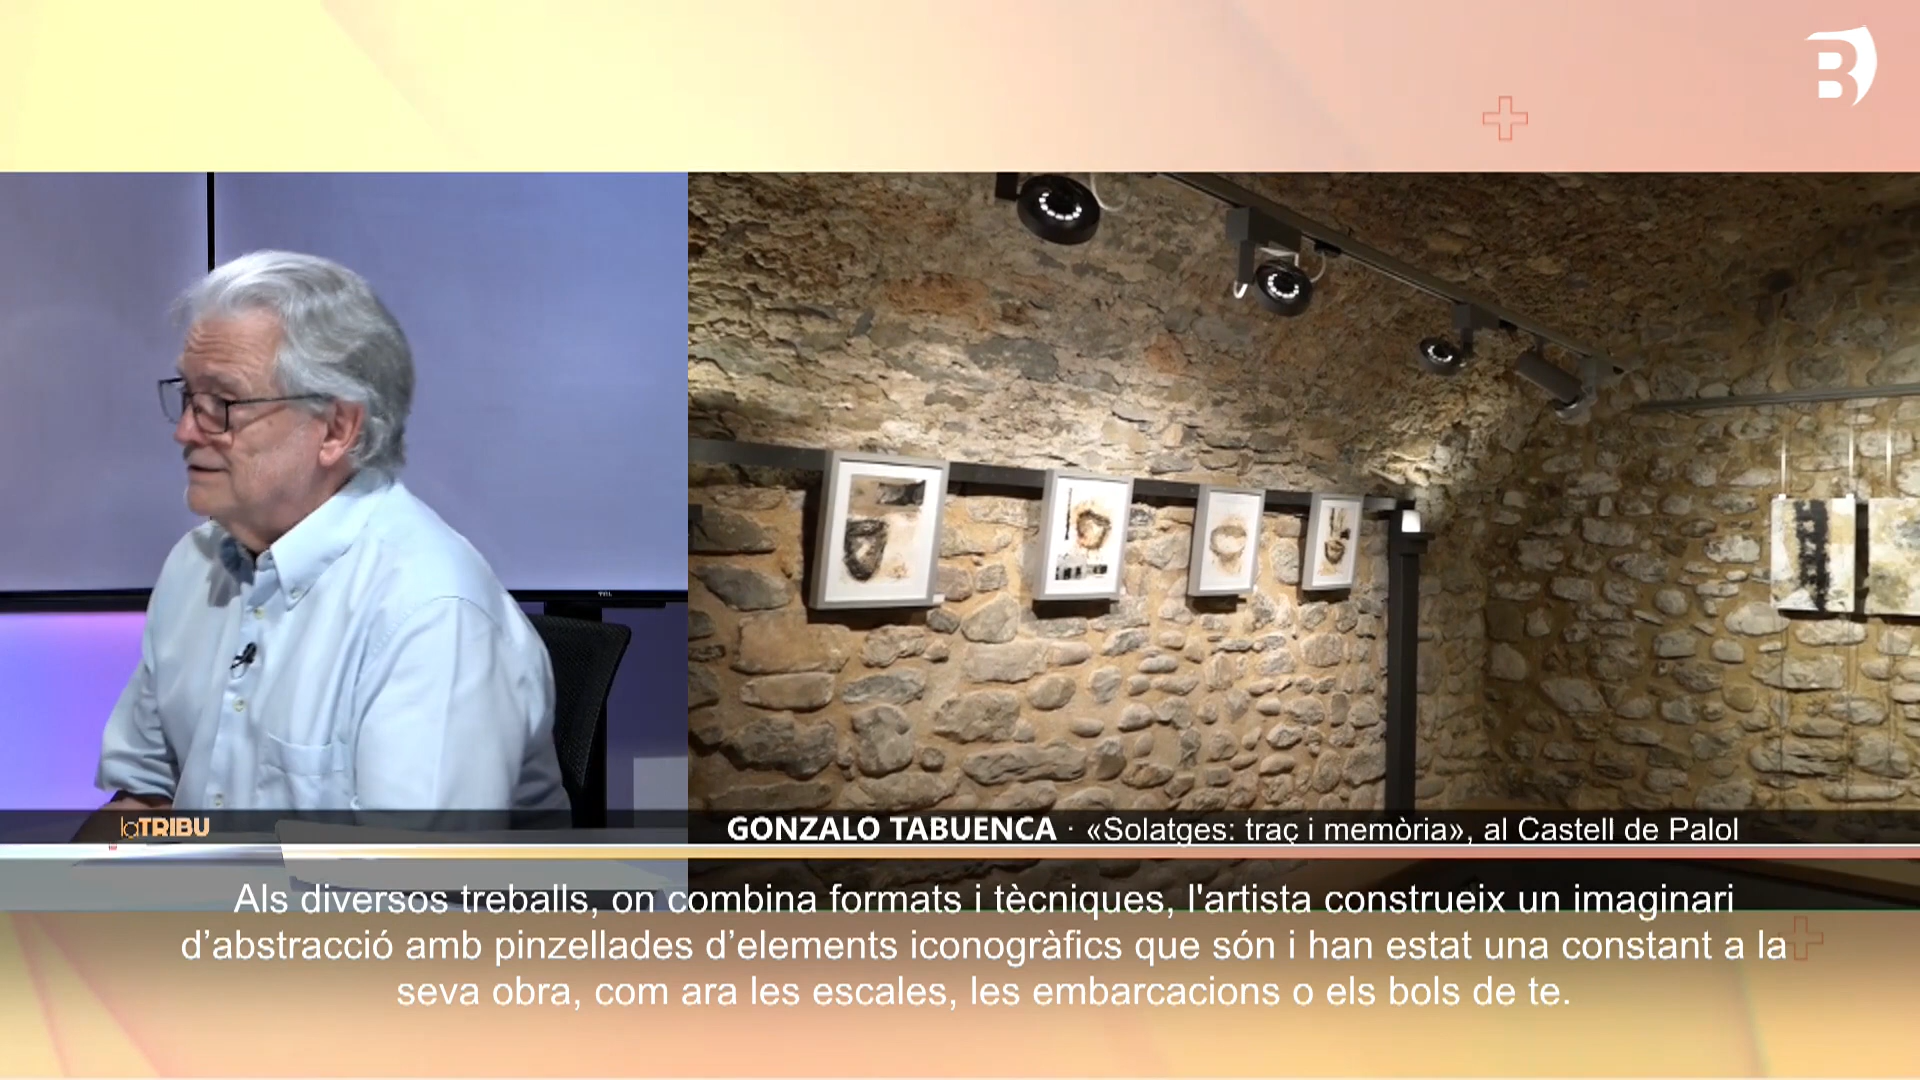 B
laTRIBU
GONZALO TABUENCA · «Solatges: traç i memòria», al Castell de Palol
Als diversos treballs, on combina formats i tècniques, l'artista construeix un imaginari
d’abstracció amb pinzellades d’elements iconogràfics que són i han estat una constant a la
seva obra, com ara les escales, les embarcacions o els bols de te.